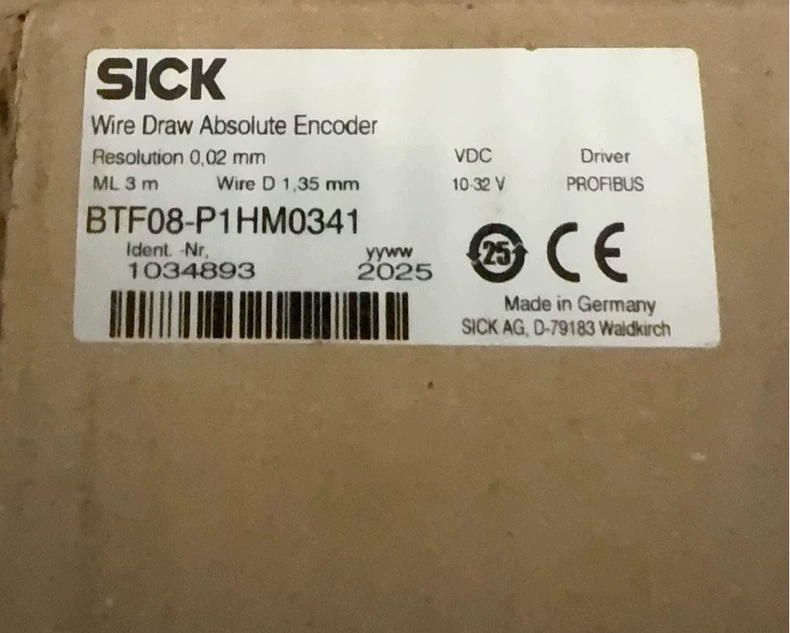 SICK
Wire Draw Absolute Encoder
Resolution 0,02 mm VDC Driver
ML 3 m Wire D 1,35 mm 10-32 V PROFIBUS
BTF08-P1HM0341
Ident. -Nr, yyww
1034893 2025
25 CE
Made in Germany
SICK AG, D-79183 Waldkirch